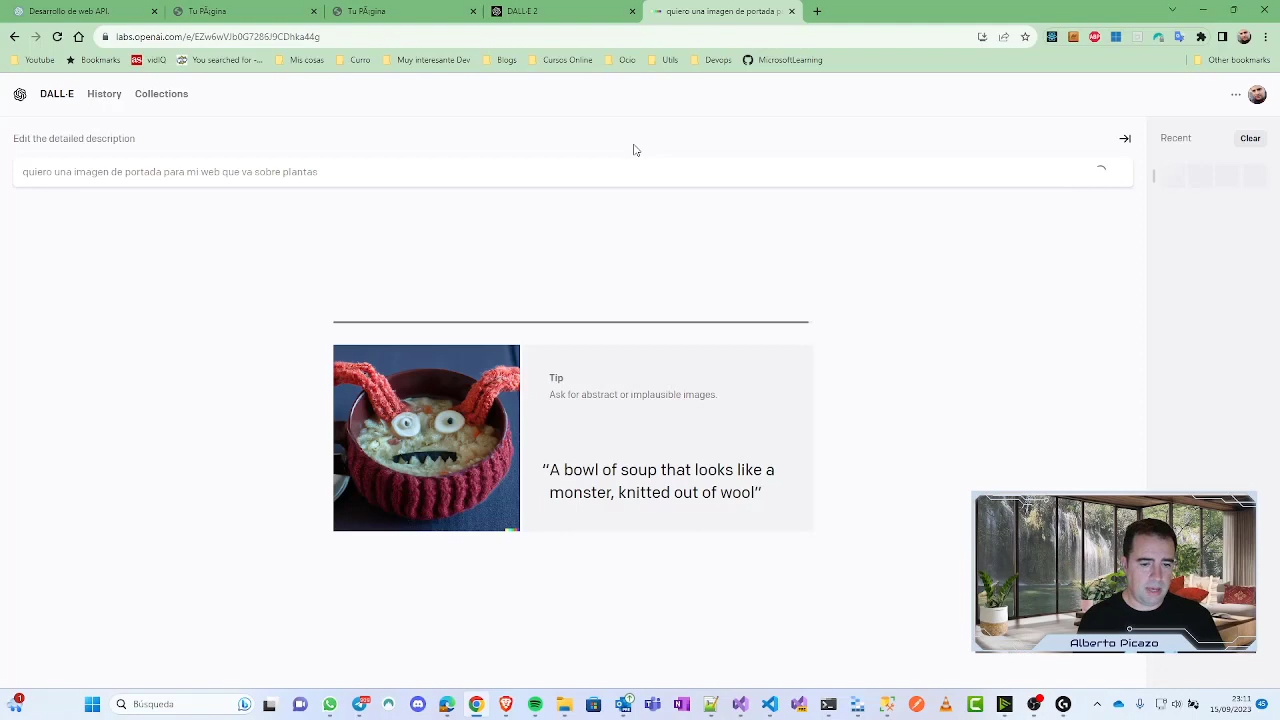 Desarrollo de web API.
Tu PÁgina
Tu PÁgina
DALL·E 2
quiero una imagen de portada p
labs.openai.com/e/EZw6wVJb0G7286J9CDhka44g
Youtube
Bookmarks
vidIQ
You searched for -...
Mis cosas
Curro
Muy interesante Dev
Blogs
Cursos Online
Ocio
Utils
Devops
MicrosoftLearning
Other bookmarks
DALL·E
History
Collections
Edit the detailed description
Recent
Clear
quiero una imagen de portada para mi web que va sobre plantas
Tip
Ask for abstract or implausible images.
“A bowl of soup that looks like a
monster, knitted out of wool”
Alberto Picazo
Búsqueda
23:11
15/09/2023